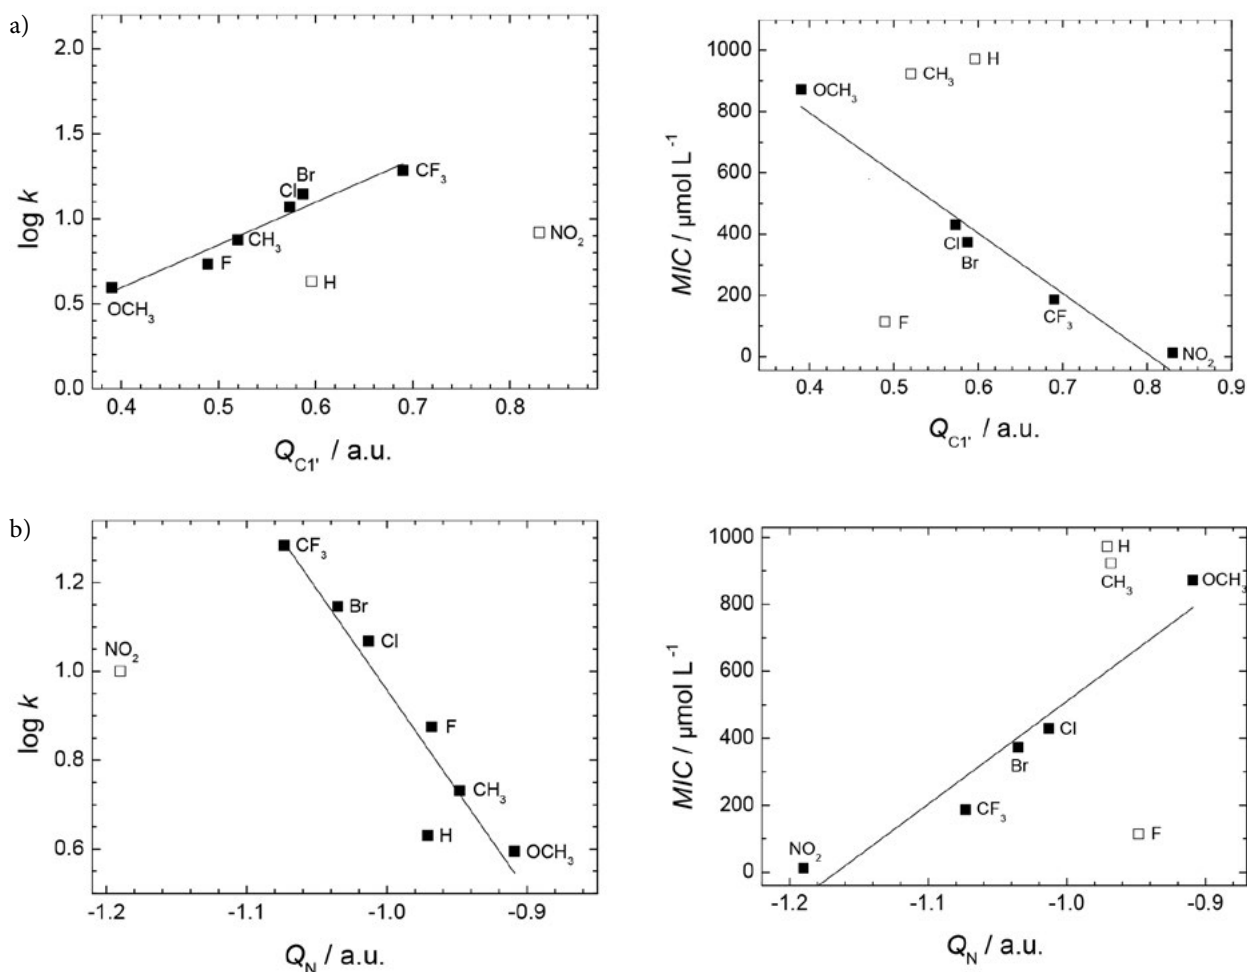 a)
log k
2.0
1.5
1.0
0.5
0.0
0.4 0.5 0.6 0.7 0.8
Q_C1' / a.u.
OCH₃
F
CH₃
Cl
Br
H
CF₃
NO₂
MIC / μmol L⁻¹
1000
800
600
400
200
0
0.4 0.5 0.6 0.7 0.8 0.9
Q_C1' / a.u.
OCH₃
CH₃
H
Cl
Br
F
CF₃
NO₂
b)
log k
1.2
1.0
0.8
0.6
-1.2 -1.1 -1.0 -0.9
Q_N / a.u.
CF₃
Br
Cl
NO₂
F
CH₃
H
OCH₃
MIC / μmol L⁻¹
1000
800
600
400
200
0
-1.2 -1.1 -1.0 -0.9
Q_N / a.u.
H
CH₃
OCH₃
Cl
Br
CF₃
F
NO₂